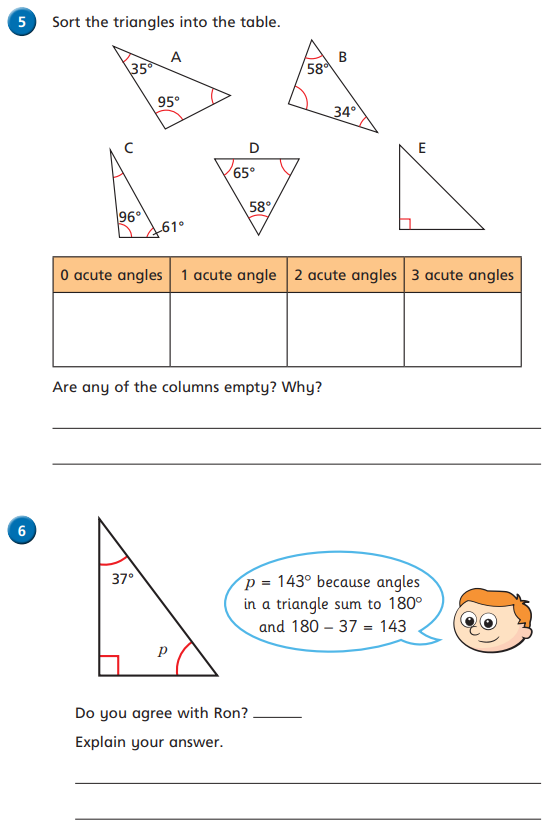 5 Sort the triangles into the table.
A
35°
95°
B
58°
34°
C
96°
61°
D
65°
58°
E
0 acute angles 1 acute angle 2 acute angles 3 acute angles
Are any of the columns empty? Why?
6
37°
p
p = 143° because angles
in a triangle sum to 180°
and 180 – 37 = 143
Do you agree with Ron?
Explain your answer.